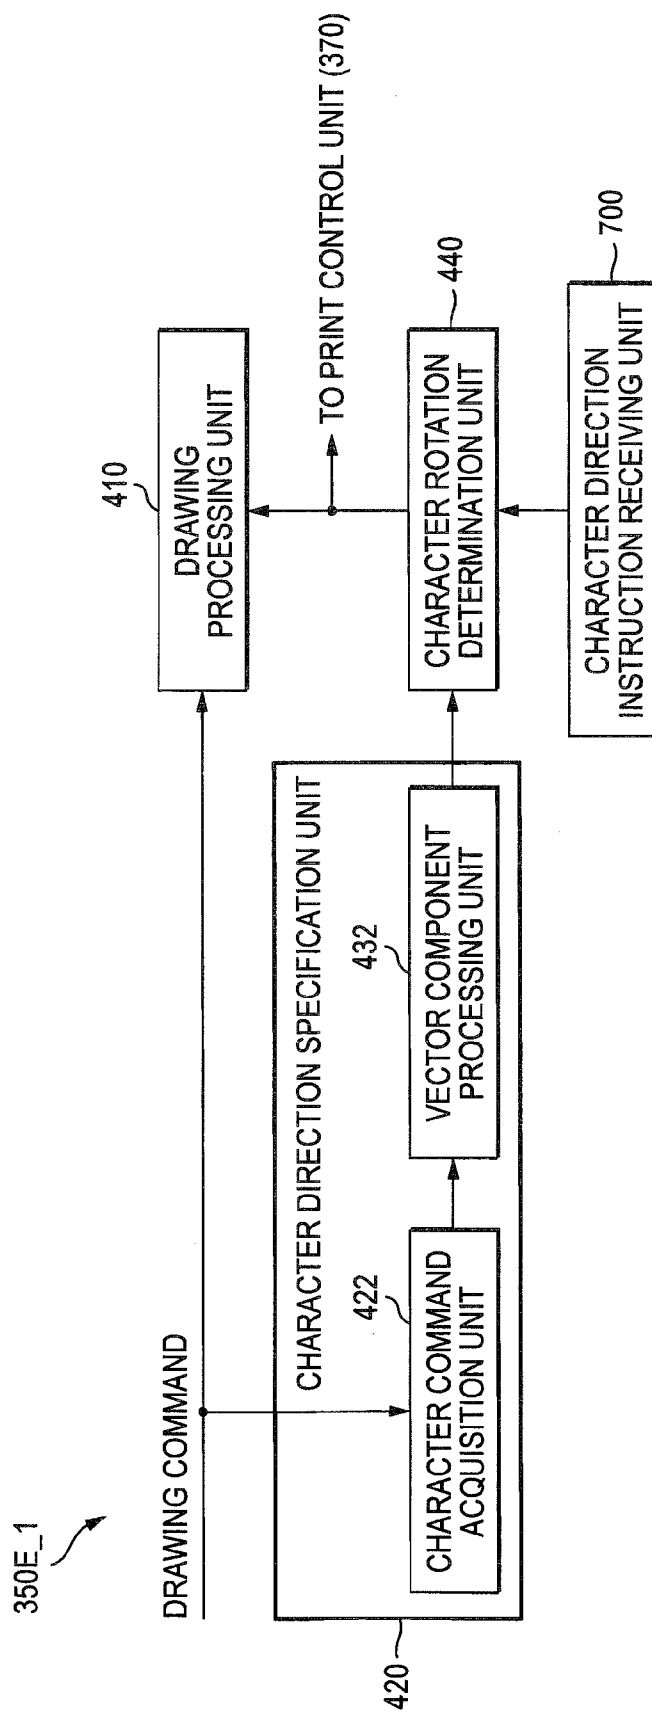 350E_1
DRAWING COMMAND
410
DRAWING
PROCESSING UNIT
TO PRINT CONTROL UNIT (370)
420
CHARACTER DIRECTION SPECIFICATION UNIT
422
CHARACTER COMMAND
ACQUISITION UNIT
432
VECTOR COMPONENT
PROCESSING UNIT
440
CHARACTER ROTATION
DETERMINATION UNIT
700
CHARACTER DIRECTION
INSTRUCTION RECEIVING UNIT